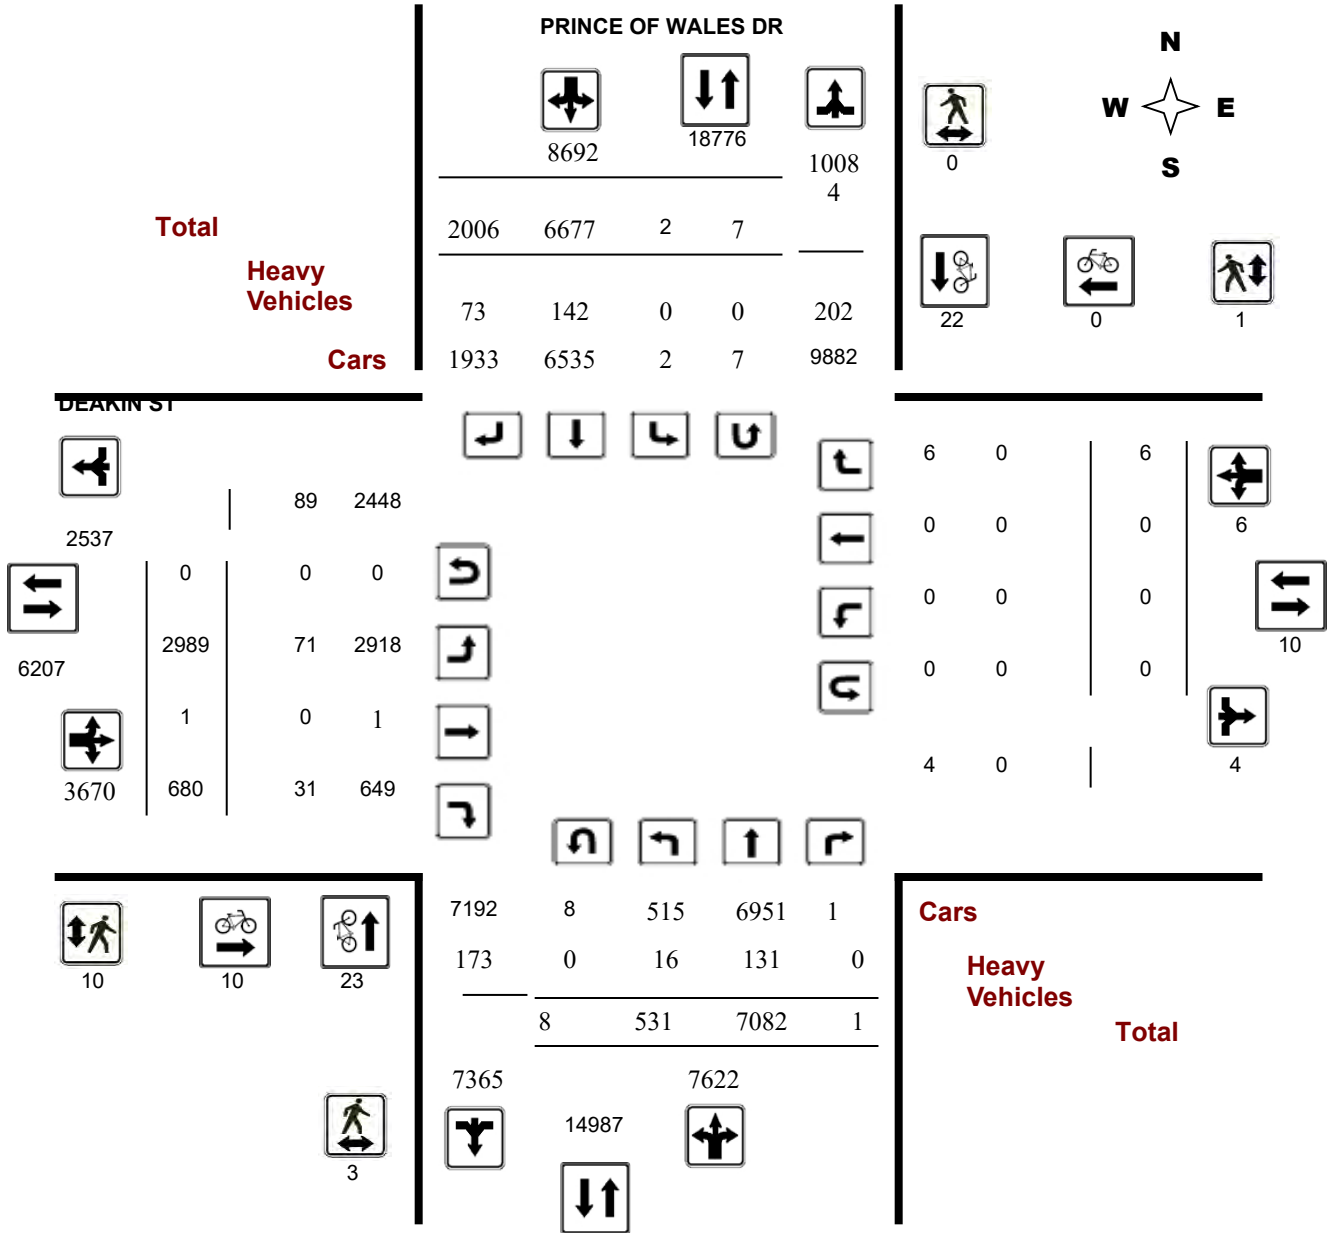 PRINCE OF WALES DR
N
W E
S
8692
18776
1008
4
0
Total
2006 6677 2 7
Heavy
Vehicles
73 142 0 0 202
Cars
1933 6535 2 7 9882
22 0 1
DEAKIN ST
89 2448
2537
0 0 0
2989 71 2918
6207
1 0 1
3670 680 31 649
6 0 6
0 0 0 6
0 0 0
10
0 0 0
4 0 4
7192 8 515 6951 1
Cars
173 0 16 131 0
Heavy
Vehicles
10 10 23
8 531 7082 1
Total
7365 7622
14987
3